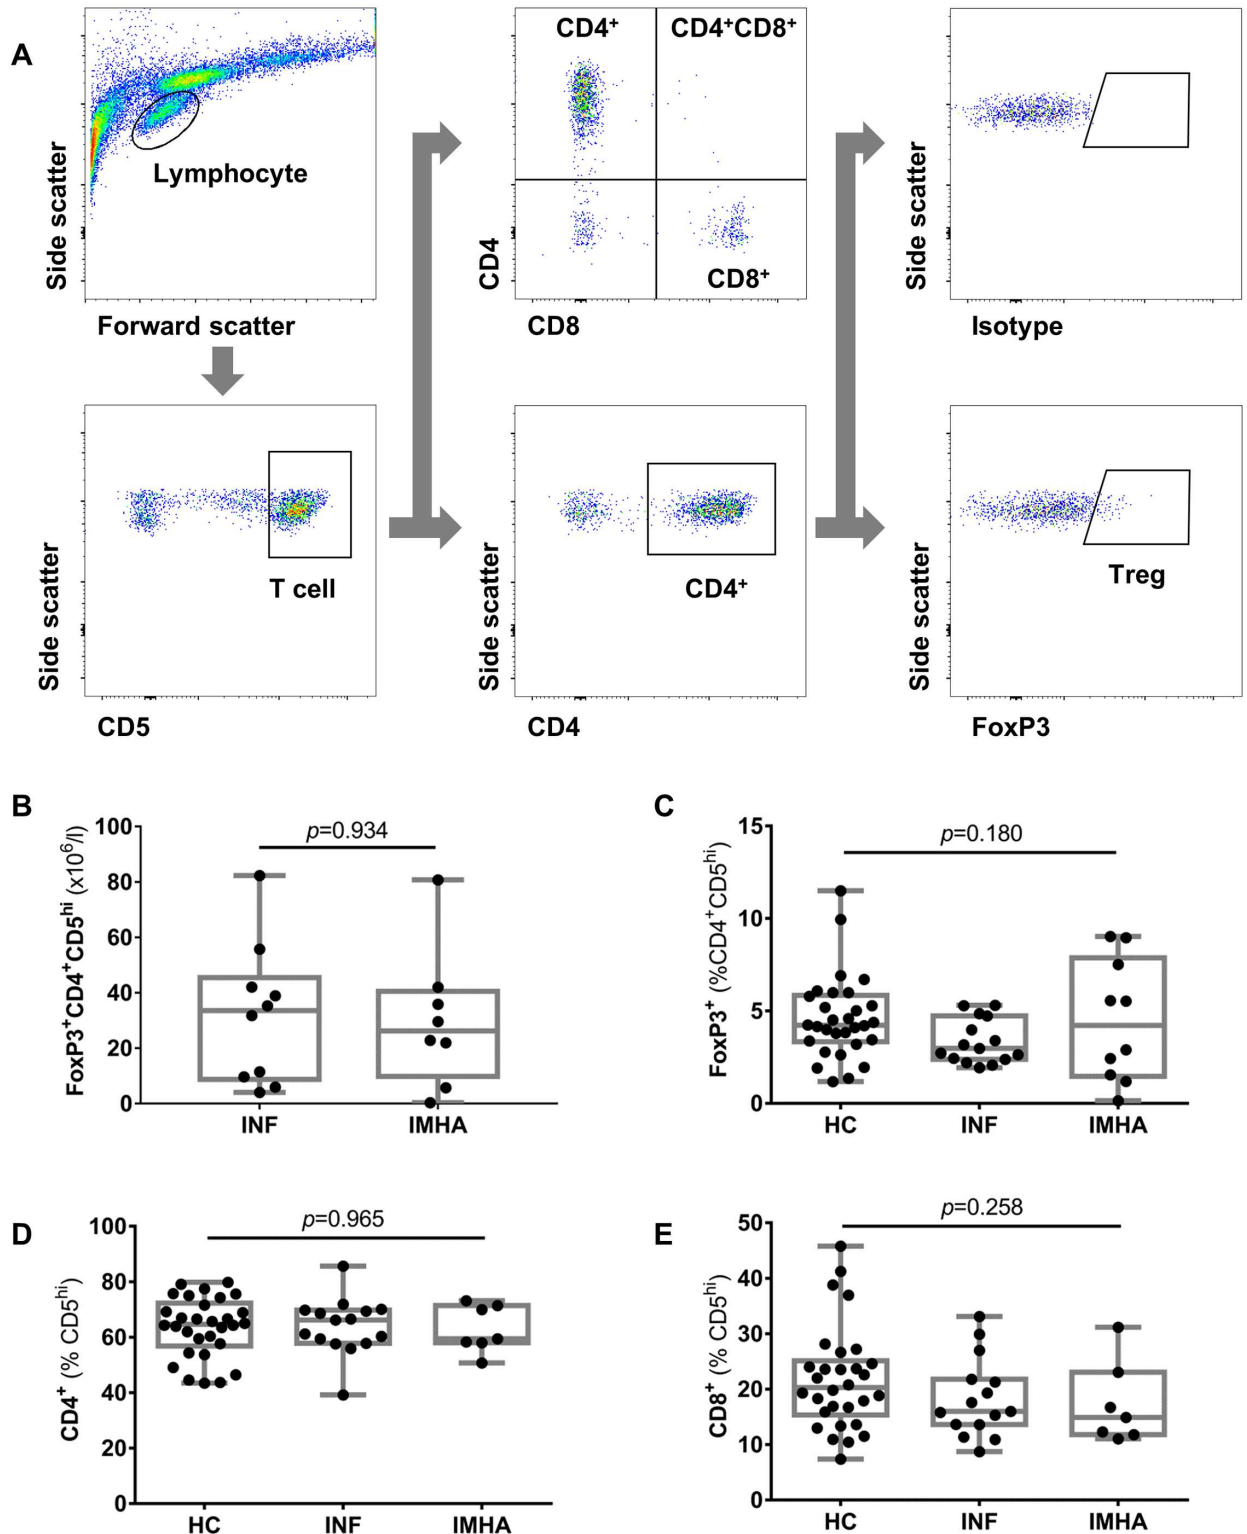 A
Side scatter
Lymphocyte
Forward scatter
CD4⁺
CD4⁺CD8⁺
CD8⁺
CD4
CD8
Side scatter
Isotype
Side scatter
T cell
CD5
Side scatter
CD4⁺
CD4
Side scatter
Treg
FoxP3
B
FoxP3⁺CD4⁺CD5ʰⁱ (x10⁶/l)
p=0.934
100
80
60
40
20
0
INF
IMHA
C
FoxP3⁺ (%CD4⁺CD5ʰⁱ)
p=0.180
15
10
5
0
HC
INF
IMHA
D
CD4⁺ (% CD5ʰⁱ)
p=0.965
100
80
60
40
20
0
HC
INF
IMHA
E
CD8⁺ (% CD5ʰⁱ)
p=0.258
50
40
30
20
10
0
HC
INF
IMHA